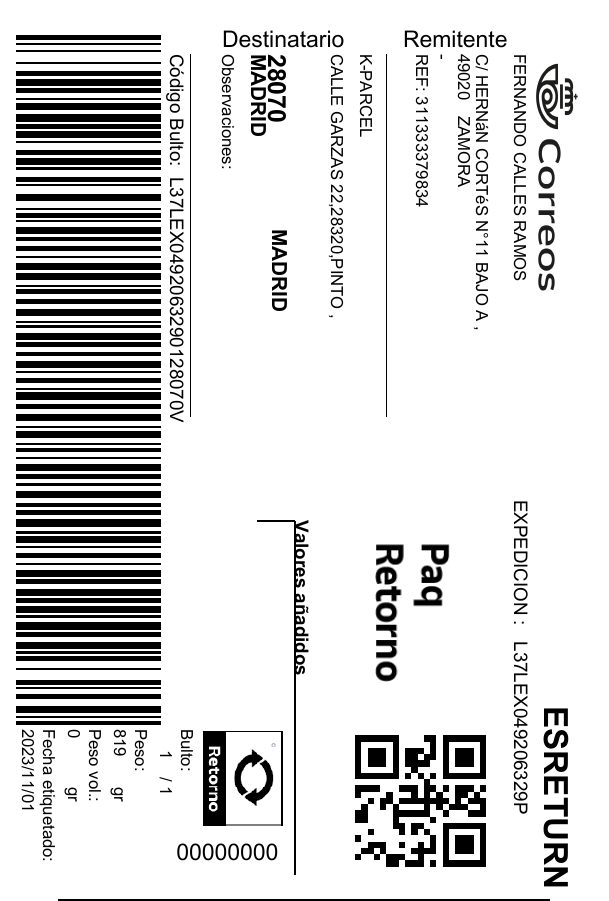 Correos
ESRETURN
FERNANDO CALLES RAMOS
EXPEDICION : L37LEX049206329P
Remitente
C/ HERNáN CORTéS N°11 BAJO A ,
49020 ZAMORA
-
REF: 311333379834
Paq
Retorno
Destinatario
K-PARCEL
CALLE GARZAS 22,28320,PINTO ,
28070 MADRID
MADRID
Observaciones:
Valores añadidos
Retorno
00000000
Código Bulto: L37LEX0492063290128070V
Bulto:
1 / 1
Peso:
819 gr
Peso vol.:
0 gr
Fecha etiquetado:
2023/11/01